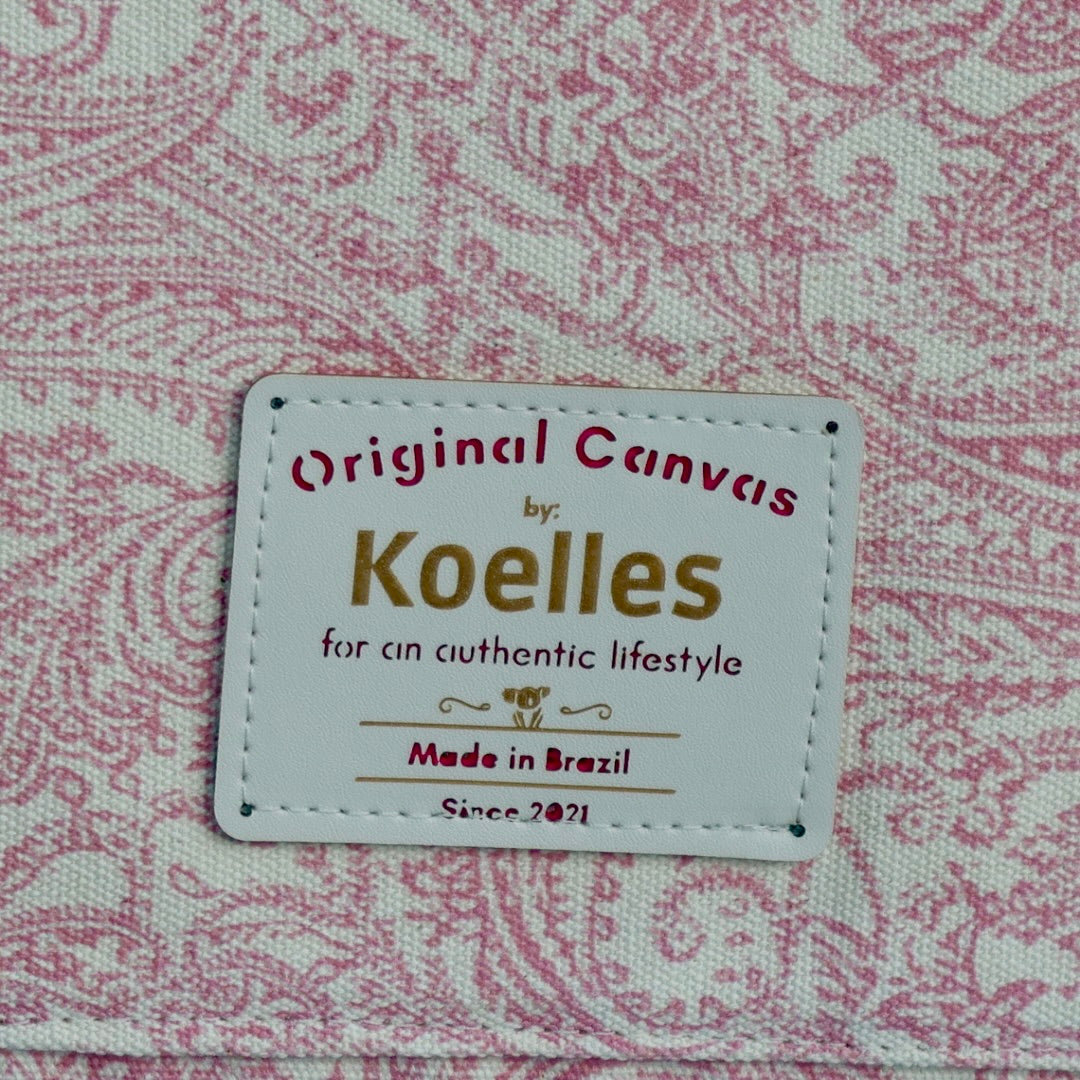 Original Canvas
by:
Koelles
for an authentic lifestyle
Made in Brazil
Since 2021